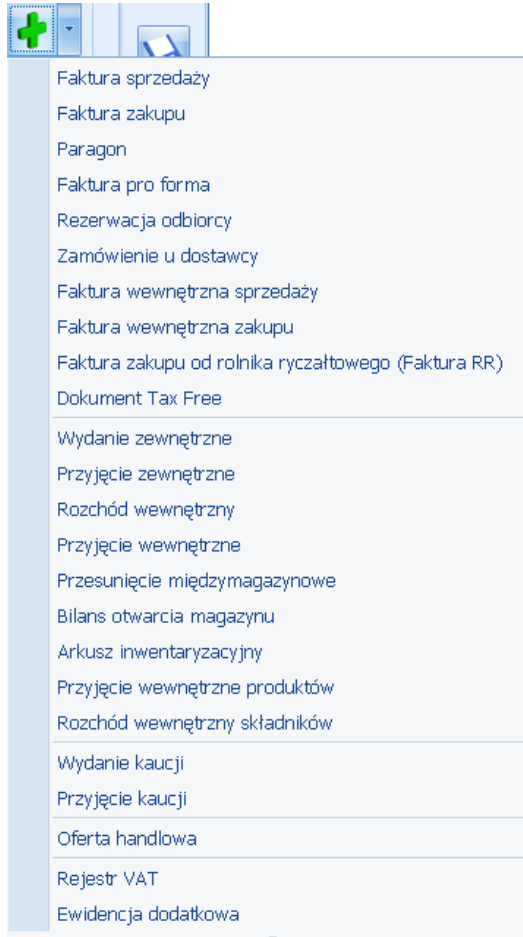 Faktura sprzedaży
Faktura zakupu
Paragon
Faktura pro forma
Rezerwacja odbiorcy
Zamówienie u dostawcy
Faktura wewnętrzna sprzedaży
Faktura wewnętrzna zakupu
Faktura zakupu od rolnika ryczałtowego (Faktura RR)
Dokument Tax Free
Wydanie zewnętrzne
Przyjęcie zewnętrzne
Rozchód wewnętrzny
Przyjęcie wewnętrzne
Przesunięcie międzymagazynowe
Bilans otwarcia magazynu
Arkusz inwentaryzacyjny
Przyjęcie wewnętrzne produktów
Rozchód wewnętrzny składników
Wydanie kaucji
Przyjęcie kaucji
Oferta handlowa
Rejestr VAT
Ewidencja dodatkowa